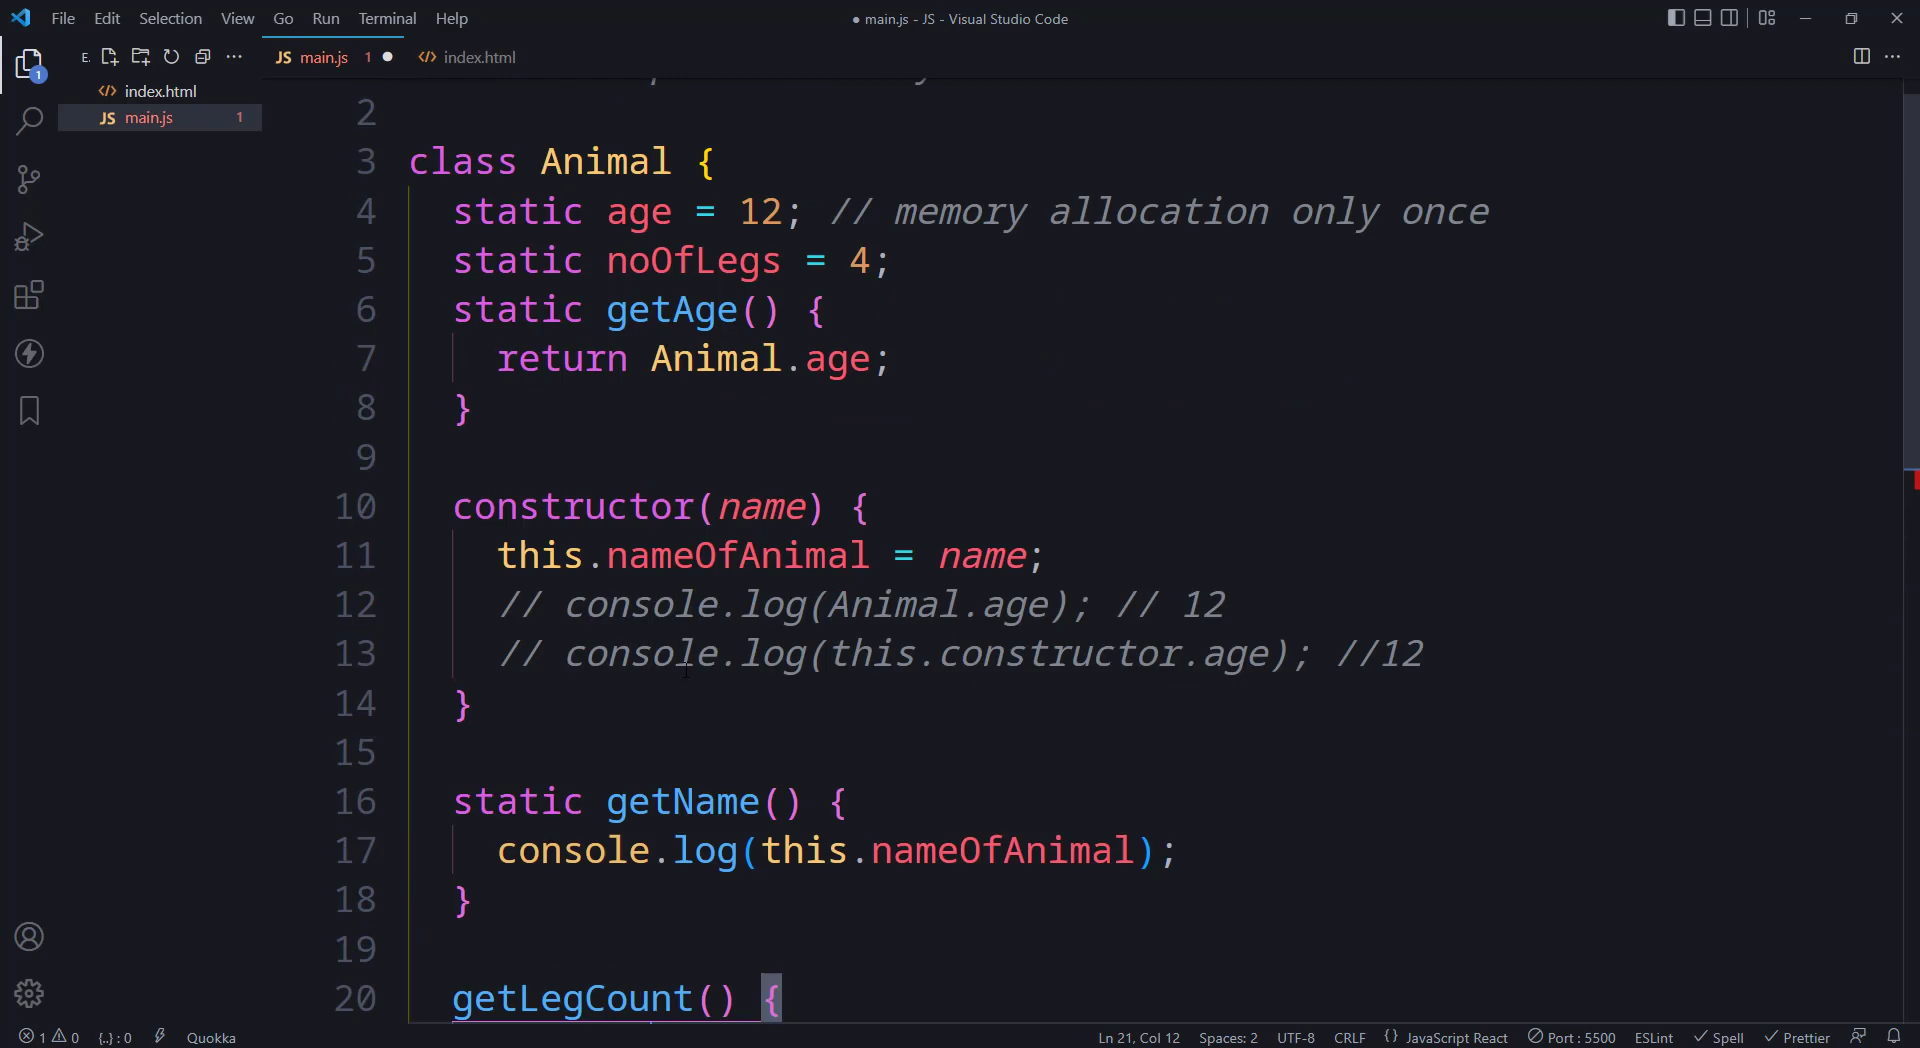 File Edit Selection View Go Run Terminal Help
● main.js - JS - Visual Studio Code
E.
JS main.js 1 ●
</> index.html
1
</> index.html
JS main.js 1
2
3 class Animal {
4 static age = 12; // memory allocation only once
5 static noOfLegs = 4;
6 static getAge() {
7 return Animal.age;
8 }
9
10 constructor(name) {
11 this.nameOfAnimal = name;
12 // console.log(Animal.age); // 12
13 // console.log(this.constructor.age); //12
14 }
15
16 static getName() {
17 console.log(this.nameOfAnimal);
18 }
19
20 getLegCount() {
1 0 {..} : 0 Quokka
Ln 21, Col 12 Spaces: 2 UTF-8 CRLF {} JavaScript React Port : 5500 ESLint ✓ Spell ✓ Prettier